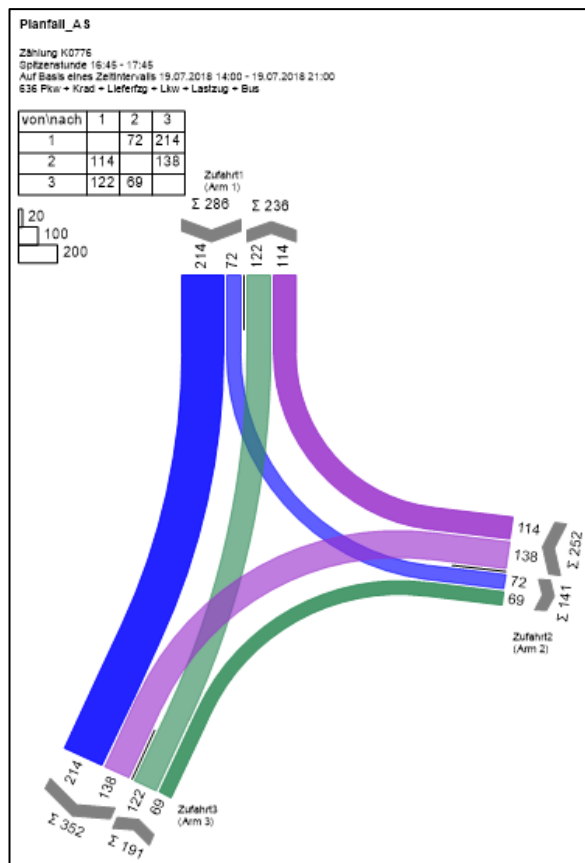 Planfall_AS
Zählung K0776
Spitzenstunde 16:45 - 17:45
Auf Basis eines Zeitintervalls 19.07.2018 14:00 - 19.07.2018 21:00
636 Pkw + Krad + Lieferfzg + Lkw + Lastzug + Bus
von\nach 1 2 3
1 72 214
2 114 138
3 122 69
20
100
200
Zufahrt1
(Arm 1)
Σ 286 Σ 236
214 72 122 114
114
138
72
69
Σ 252
Σ 141
Zufahrt2
(Arm 2)
214 138 122 69
Σ 352 Σ 191
Zufahrt3
(Arm 3)